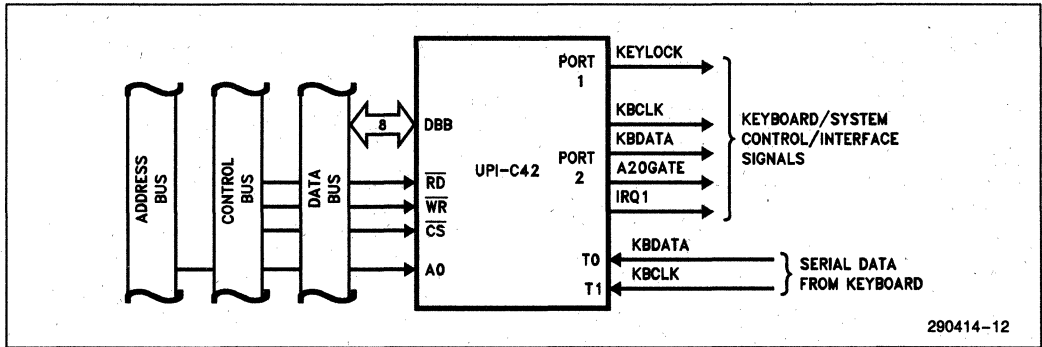 ADDRESS
BUS
CONTROL
BUS
DATA
BUS
8
DBB
RD
WR
CS
A0
UPI-C42
PORT
1
PORT
2
T0
T1
KEYLOCK
KBCLK
KBDATA
A20GATE
IRQ1
KBDATA
KBCLK
KEYBOARD/SYSTEM
CONTROL/INTERFACE
SIGNALS
SERIAL DATA
FROM KEYBOARD
290414-12